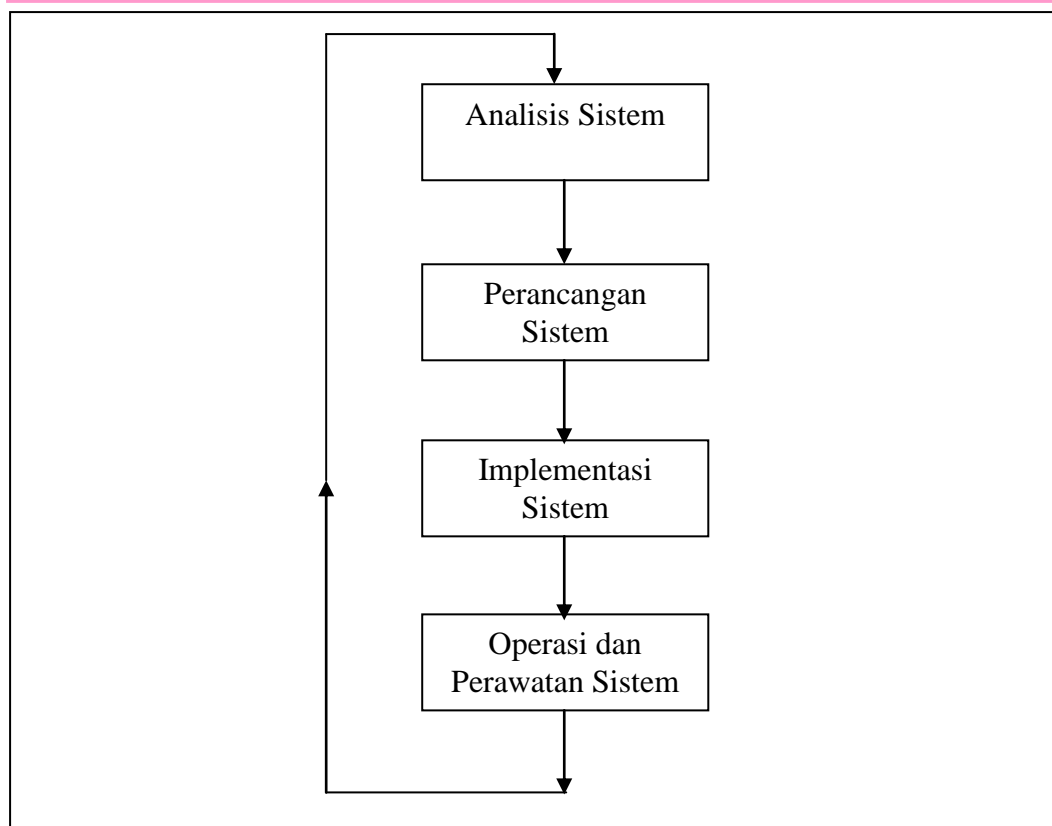 Analisis Sistem
Perancangan
Sistem
Implementasi
Sistem
Operasi dan
Perawatan Sistem